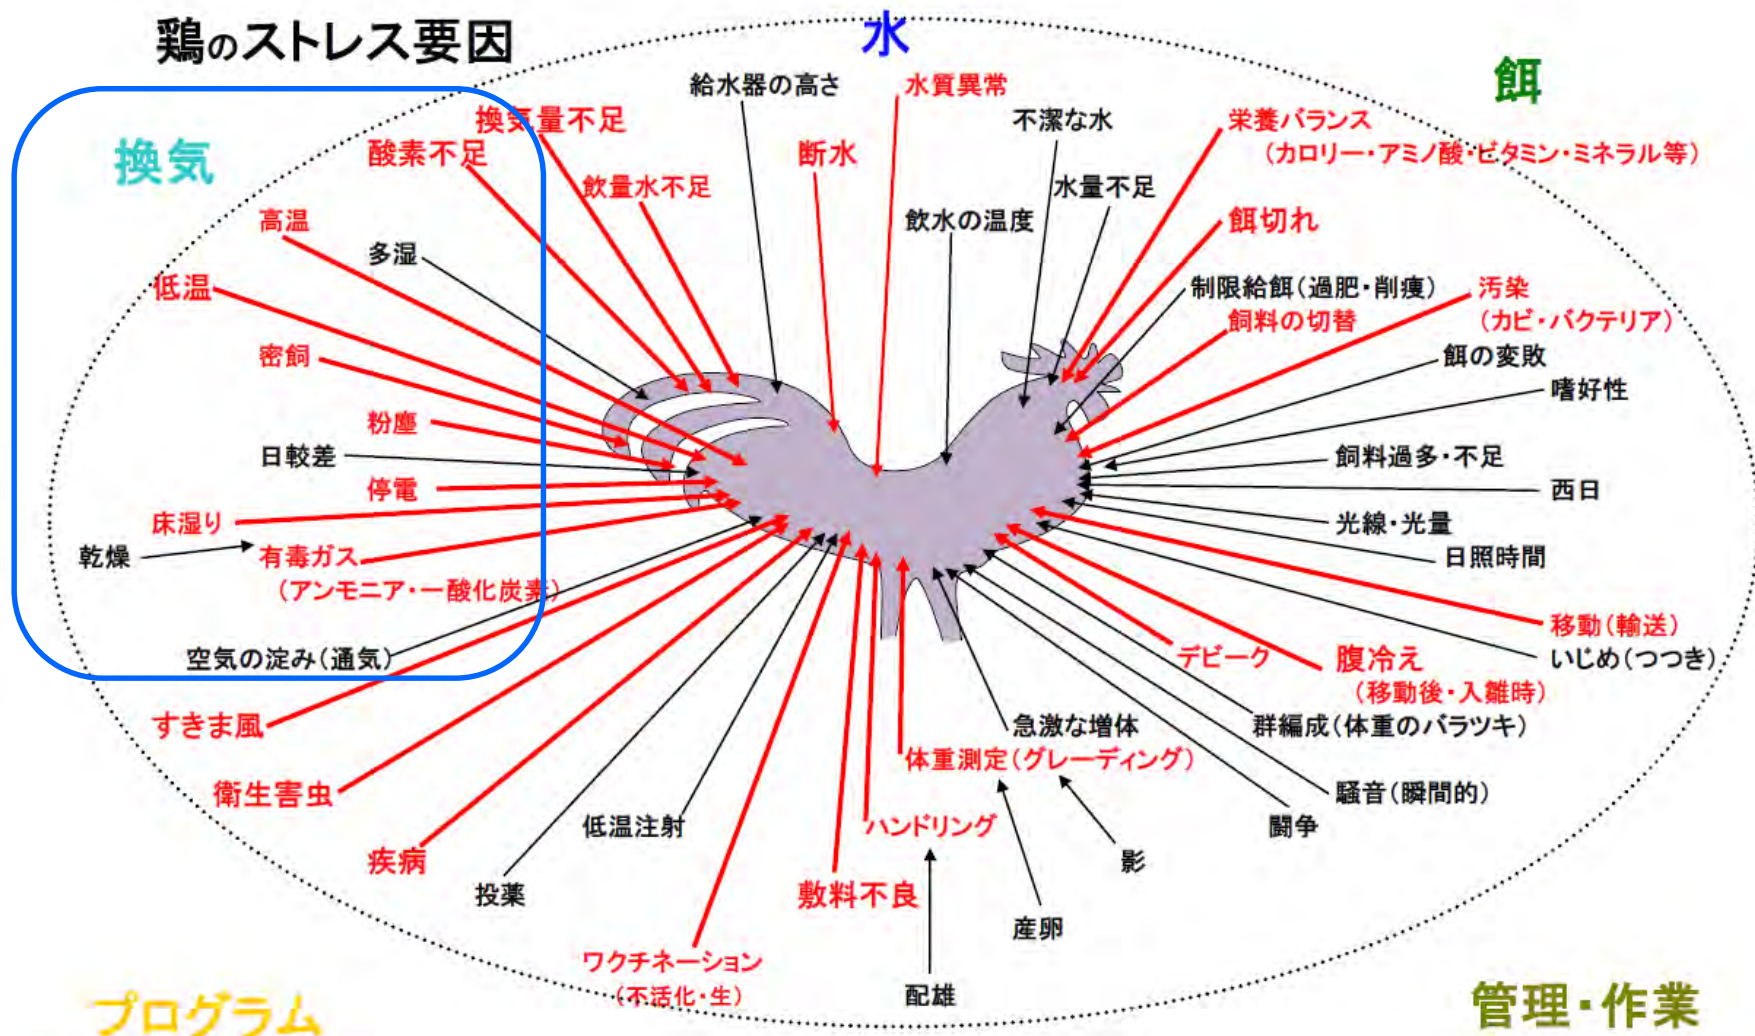 鶏のストレス要因
水
餌
換気
換気量不足
酸素不足
飲量水不足
高温
多湿
低温
密飼
粉塵
日較差
停電
床湿り
乾燥
有毒ガス
(アンモニア・一酸化炭素)
空気の淀み(通気)
すきま風
衛生害虫
疾病
給水器の高さ
水質異常
断水
不潔な水
水量不足
飲水の温度
栄養バランス
(カロリー・アミノ酸・ビタミン・ミネラル等)
餌切れ
制限給餌(過肥・削痩)
飼料の切替
汚染
(カビ・バクテリア)
餌の変敗
嗜好性
飼料過多・不足
西日
光線・光量
日照時間
移動(輸送)
いじめ(つつき)
デビーク
腹冷え
(移動後・入雛時)
群編成(体重のバラツキ)
急激な増体
体重測定(グレーディング)
騒音(瞬間的)
闘争
影
低温注射
ハンドリング
投薬
敷料不良
産卵
ワクチネーション
(不活化・生)
配雄
プログラム
管理・作業